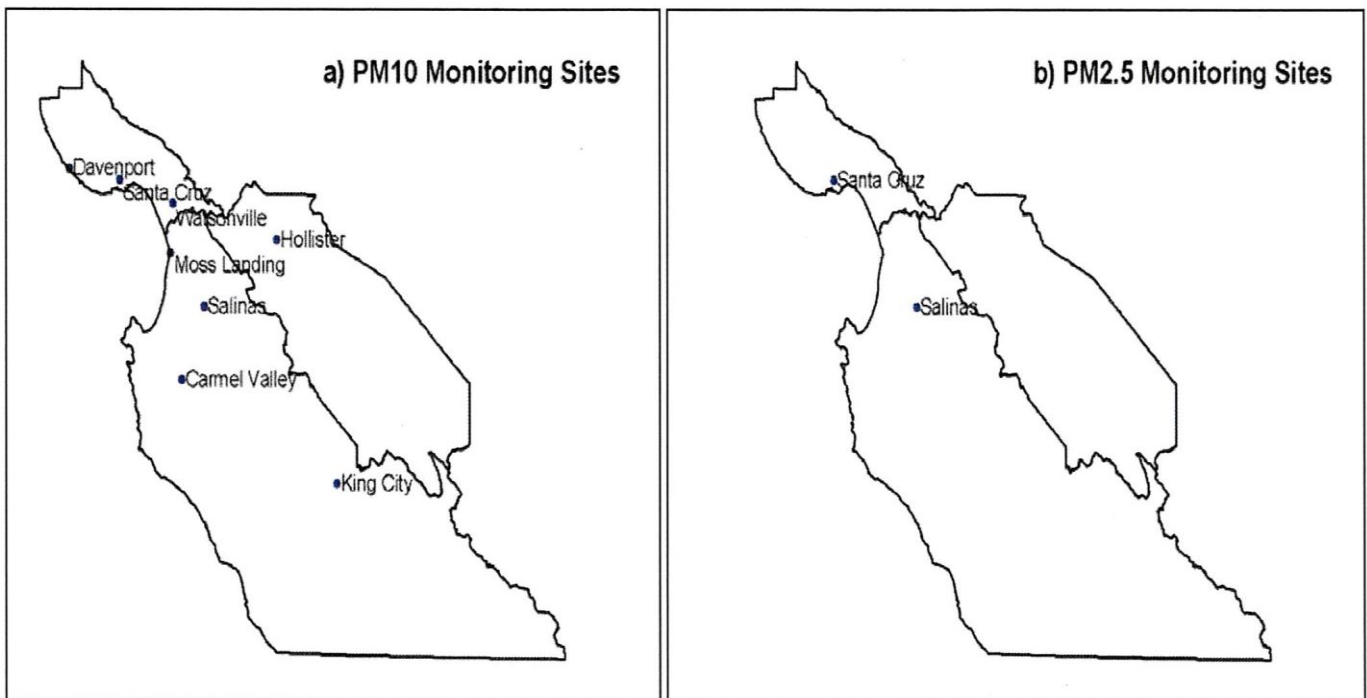 a) PM10 Monitoring Sites
Davenport
Santa Cruz
Watsonville
Hollister
Moss Landing
Salinas
Carmel Valley
King City
b) PM2.5 Monitoring Sites
Santa Cruz
Salinas